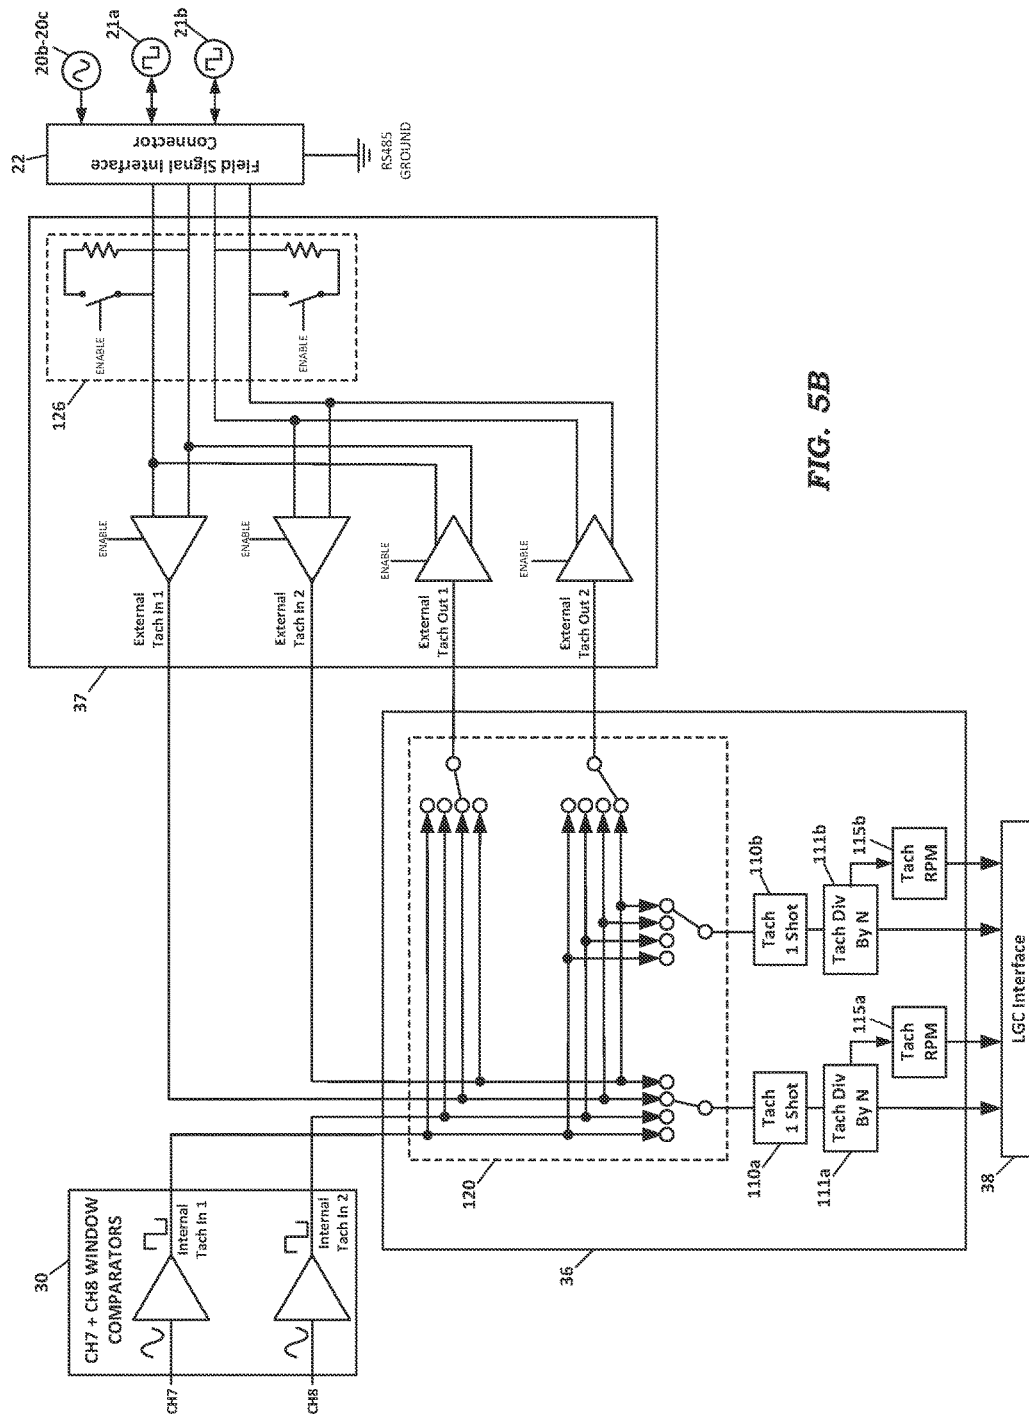 30
CH7 + CH8 WINDOW
COMPARATORS
CH7
CH8
Internal
Tach In 1
Internal
Tach In 2
37
External
Tach In 1
External
Tach In 2
External
Tach Out 1
External
Tach Out 2
ENABLE
ENABLE
ENABLE
ENABLE
126
ENABLE
ENABLE
22
Field Signal Interface
Connector
20b-20c
21a
21b
RS485
GROUND
36
120
110a
Tach
1 Shot
111a
Tach Div
By N
115a
Tach
RPM
110b
Tach
1 Shot
111b
Tach Div
By N
115b
Tach
RPM
38
LGC Interface
FIG. 5B